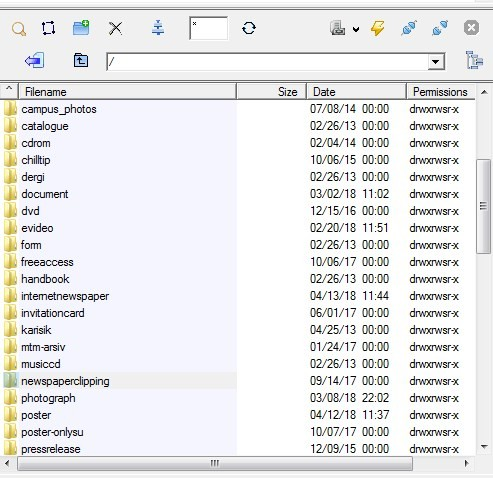 *
/
^ Filename Size Date Permissions
campus_photos 07/08/14 00:00 drwxrwsr-x
catalogue 02/26/13 00:00 drwxrwsr-x
cdrom 02/04/14 00:00 drwxrwsr-x
chilltip 10/06/15 00:00 drwxrwsr-x
dergi 02/26/13 00:00 drwxrwsr-x
document 03/02/18 11:02 drwxrwsr-x
dvd 12/15/16 00:00 drwxrwsr-x
evideo 02/20/18 11:51 drwxrwsr-x
form 02/26/13 00:00 drwxrwsr-x
freeaccess 10/06/17 00:00 drwxrwsr-x
handbook 02/26/13 00:00 drwxrwsr-x
internetnewspaper 04/13/18 11:44 drwxrwsr-x
invitationcard 06/01/17 00:00 drwxrwsr-x
karisik 04/25/13 00:00 drwxrwsr-x
mtm-arsiv 01/24/17 00:00 drwxrwsr-x
musiccd 02/26/13 00:00 drwxrwsr-x
newspaperclipping 09/14/17 00:00 drwxrwsr-x
photograph 03/08/18 22:02 drwxrwsr-x
poster 04/12/18 11:37 drwxrwsr-x
poster-onlysu 10/07/17 00:00 drwxrwsr-x
pressrelease 12/09/15 00:00 drwxrwsr-x